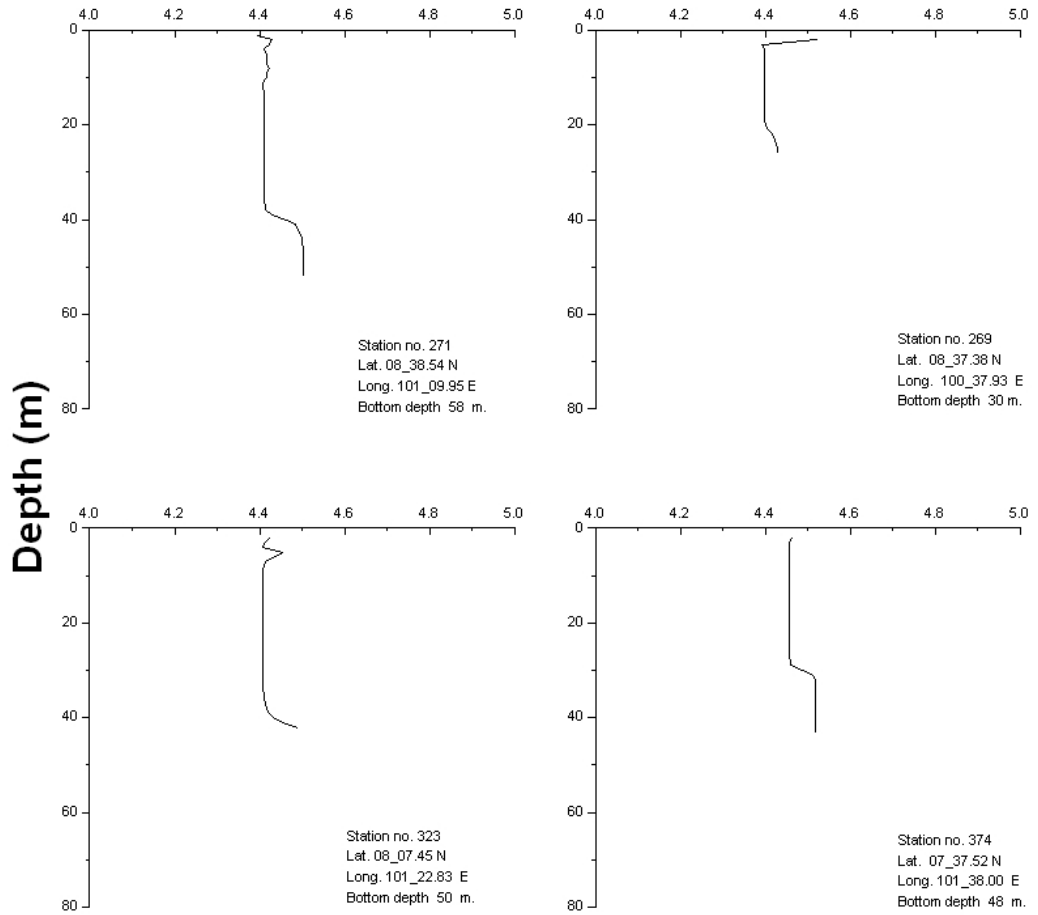 4.0 4.2 4.4 4.6 4.8 5.0
0
20
40
60
80
Station no. 271
Lat. 08_38.54 N
Long. 101_09.95 E
Bottom depth 58 m.
4.0 4.2 4.4 4.6 4.8 5.0
0
20
40
60
80
Station no. 269
Lat. 08_37.38 N
Long. 100_37.93 E
Bottom depth 30 m.
Depth (m)
4.0 4.2 4.4 4.6 4.8 5.0
0
20
40
60
80
Station no. 323
Lat. 08_07.45 N
Long. 101_22.83 E
Bottom depth 50 m.
4.0 4.2 4.4 4.6 4.8 5.0
0
20
40
60
80
Station no. 374
Lat. 07_37.52 N
Long. 101_38.00 E
Bottom depth 48 m.